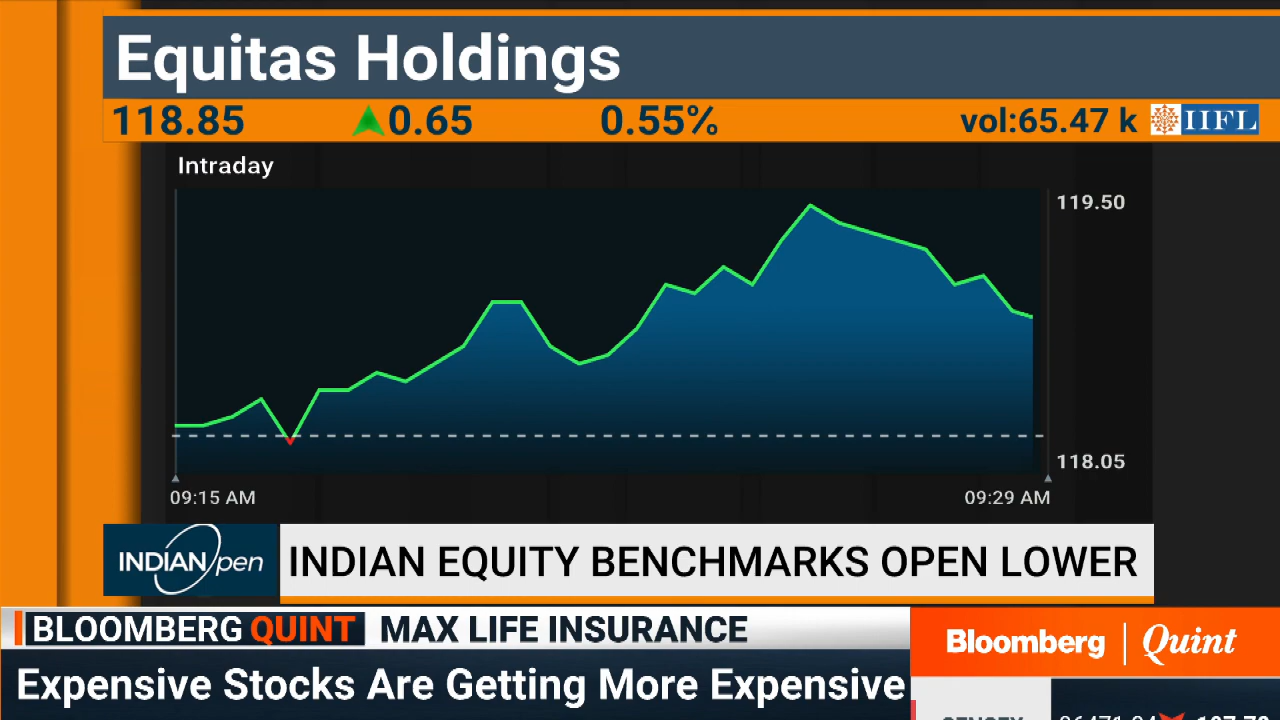 Equitas Holdings
118.85 0.65 0.55% vol:65.47 k IIFL
Intraday
119.50
118.05
09:15 AM 09:29 AM
INDIAN Open INDIAN EQUITY BENCHMARKS OPEN LOWER
BLOOMBERG QUINT MAX LIFE INSURANCE
Bloomberg | Quint
Expensive Stocks Are Getting More Expensive